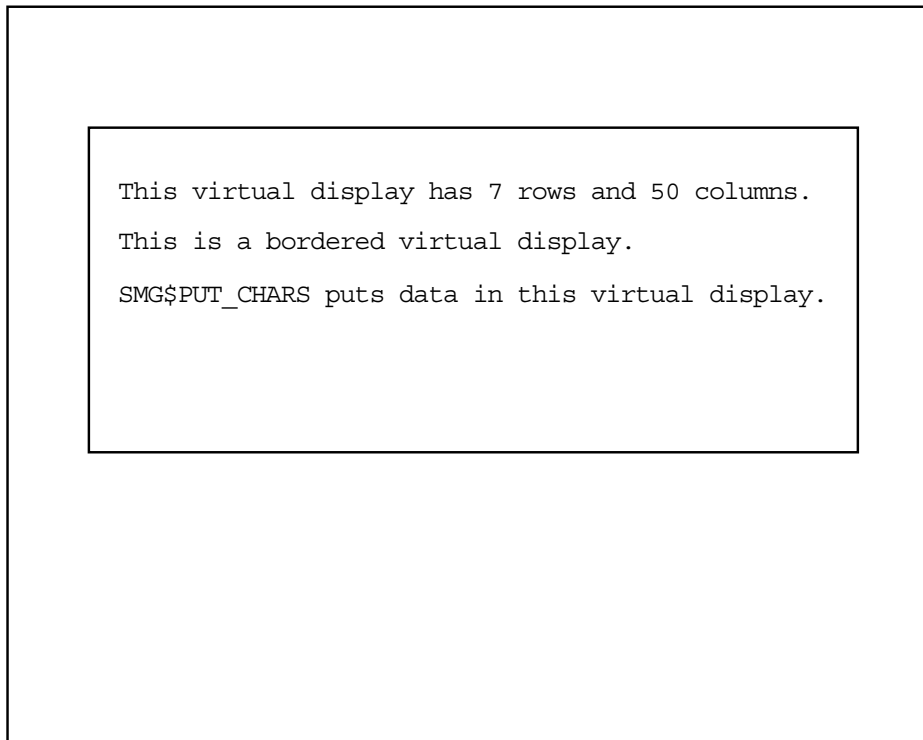 This virtual display has 7 rows and 50 columns.
This is a bordered virtual display.
SMG$PUT_CHARS puts data in this virtual display.